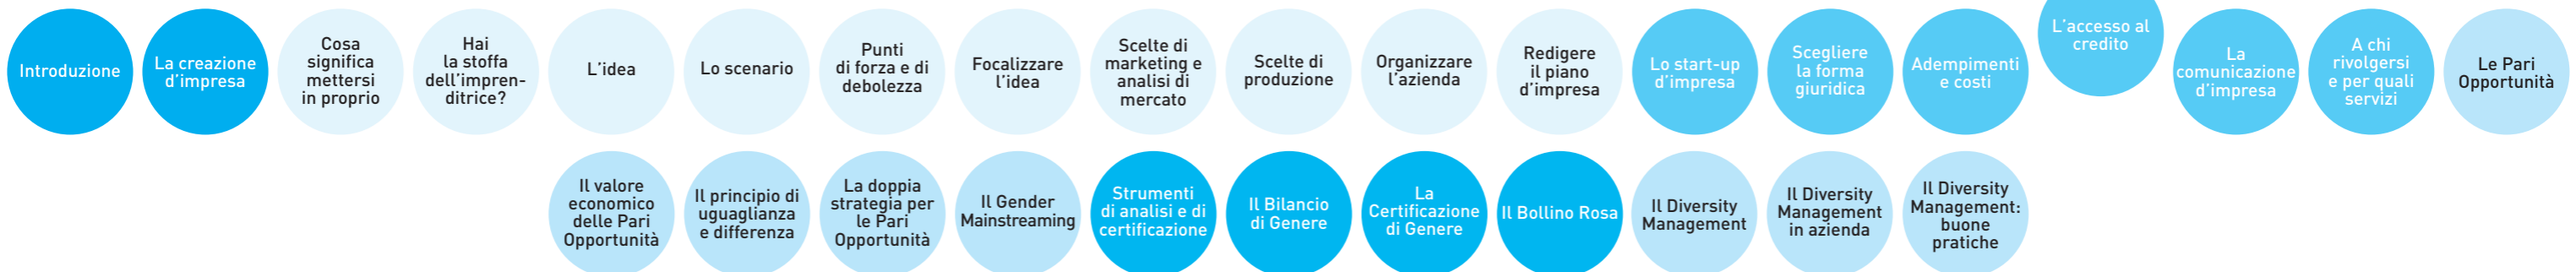 Introduzione
La creazione
d'impresa
Cosa
significa
mettersi
in proprio
Hai
la stoffa
dell'impren-
ditrice?
L'idea
Lo scenario
Punti
di forza e di
debolezza
Focalizzare
l'idea
Scelte di
marketing e
analisi di
mercato
Scelte di
produzione
Organizzare
l'azienda
Redigere
il piano
d'impresa
Lo start-up
d'impresa
Scegliere
la forma
giuridica
Adempimenti
e costi
L'accesso al
credito
La
comunicazione
d'impresa
A chi
rivolgersi
e per quali
servizi
Le Pari
Opportunità
Il valore
economico
delle Pari
Opportunità
Il principio di
uguaglianza
e differenza
La doppia
strategia per
le Pari
Opportunità
Il Gender
Mainstreaming
Strumenti
di analisi e di
certificazione
Il Bilancio
di Genere
La
Certificazione
di Genere
Il Bollino Rosa
Il Diversity
Management
Il Diversity
Management
in azienda
Il Diversity
Management:
buone
pratiche